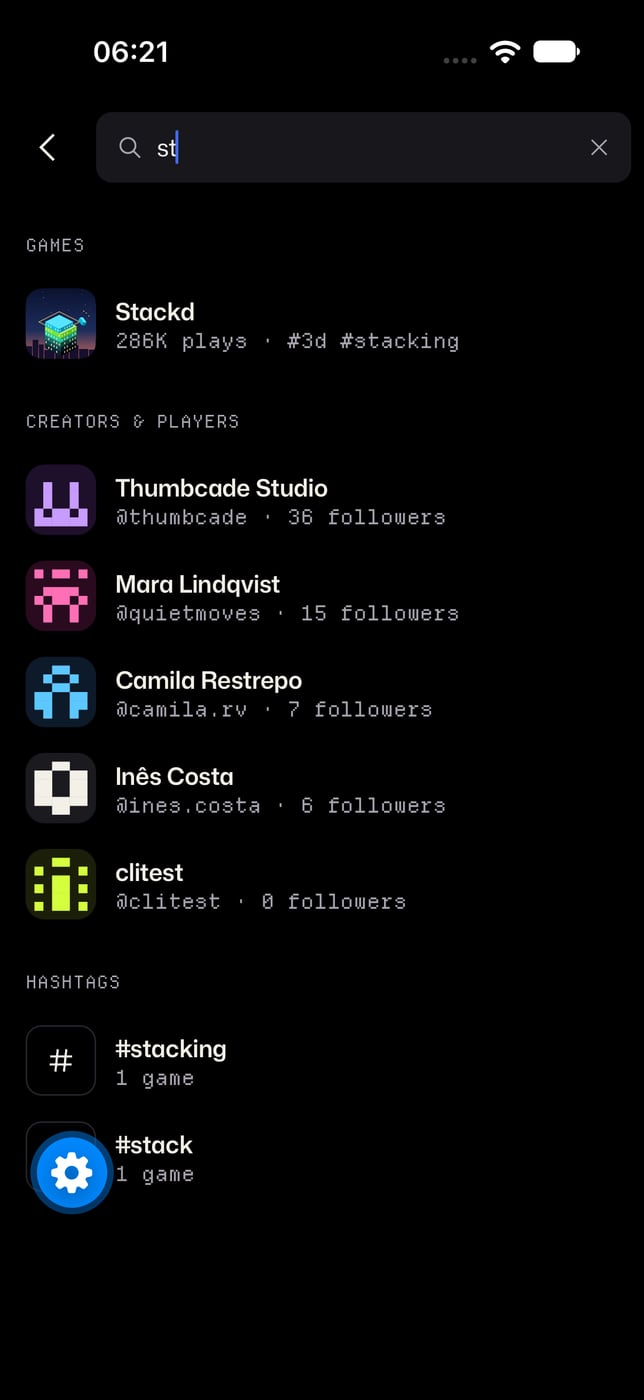 06:21
st
GAMES
Stackd
286K plays · #3d #stacking
CREATORS & PLAYERS
Thumbcade Studio
@thumbcade · 36 followers
Mara Lindqvist
@quietmoves · 15 followers
Camila Restrepo
@camila.rv · 7 followers
Inês Costa
@ines.costa · 6 followers
clitest
@clitest · 0 followers
HASHTAGS
#
#stacking
1 game
#stack
1 game